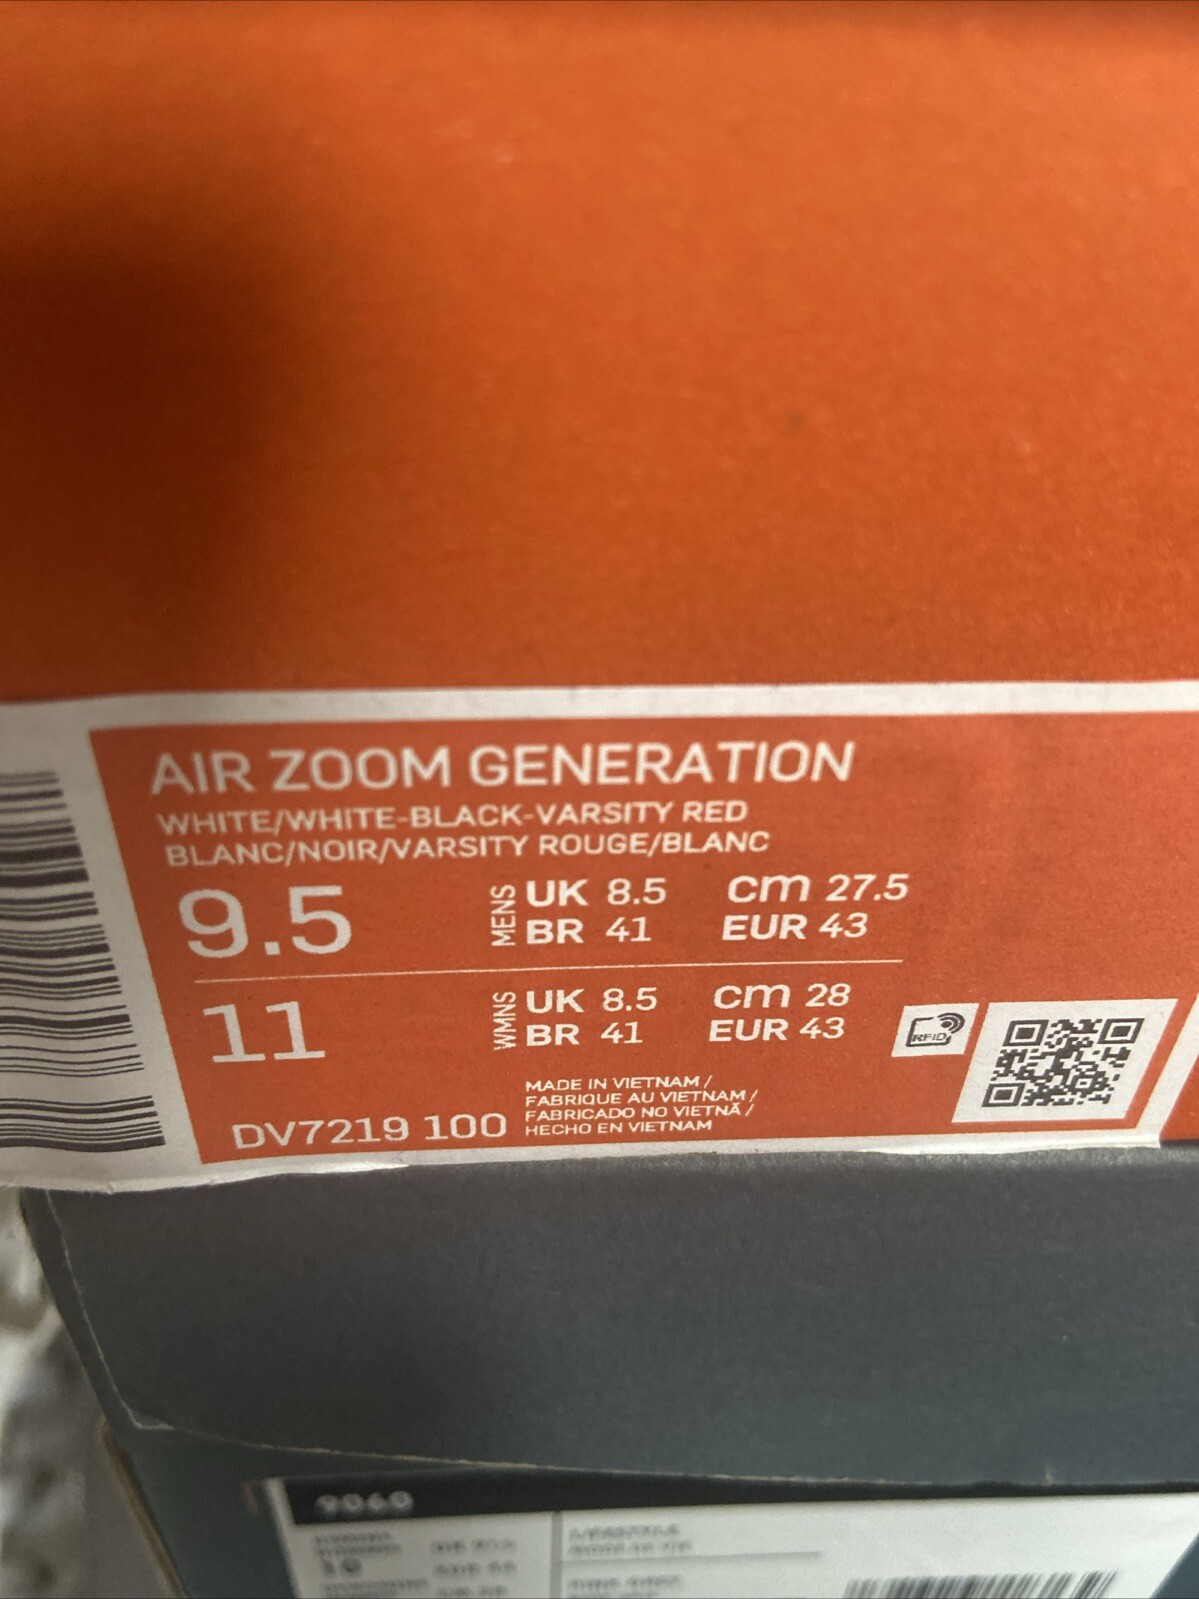 AIR ZOOM GENERATION
WHITE/WHITE-BLACK-VARSITY RED
BLANC/NOIR/VARSITY ROUGE/BLANC
9.5 MENS UK 8.5 cm 27.5
BR 41 EUR 43
11 WMNS UK 8.5 cm 28
BR 41 EUR 43
RFID
MADE IN VIETNAM /
FABRIQUE AU VIETNAM /
FABRICADO NO VIETNÃ /
HECHO EN VIETNAM
DV7219 100
9060
10